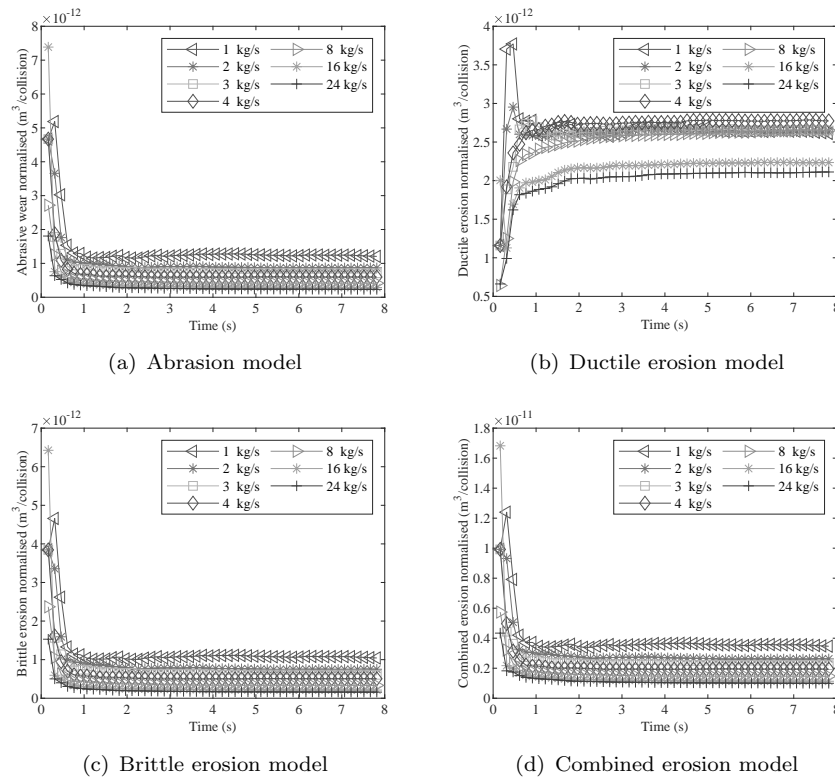 ×10⁻¹²
8
7
6
5
4
3
2
1
0
Abrasive wear normalised (m³/collision)
1 kg/s
2 kg/s
3 kg/s
4 kg/s
8 kg/s
16 kg/s
24 kg/s
0 1 2 3 4 5 6 7 8
Time (s)
(a) Abrasion model
×10⁻¹²
4
3.5
3
2.5
2
1.5
1
0.5
Ductile erosion normalised (m³/collision)
1 kg/s
2 kg/s
3 kg/s
4 kg/s
8 kg/s
16 kg/s
24 kg/s
0 1 2 3 4 5 6 7 8
Time (s)
(b) Ductile erosion model
×10⁻¹²
7
6
5
4
3
2
1
0
Brittle erosion normalised (m³/collision)
1 kg/s
2 kg/s
3 kg/s
4 kg/s
8 kg/s
16 kg/s
24 kg/s
0 1 2 3 4 5 6 7 8
Time (s)
(c) Brittle erosion model
×10⁻¹¹
1.8
1.6
1.4
1.2
1
0.8
0.6
0.4
0.2
0
Combined erosion normalised (m³/collision)
1 kg/s
2 kg/s
3 kg/s
4 kg/s
8 kg/s
16 kg/s
24 kg/s
0 1 2 3 4 5 6 7 8
Time (s)
(d) Combined erosion model